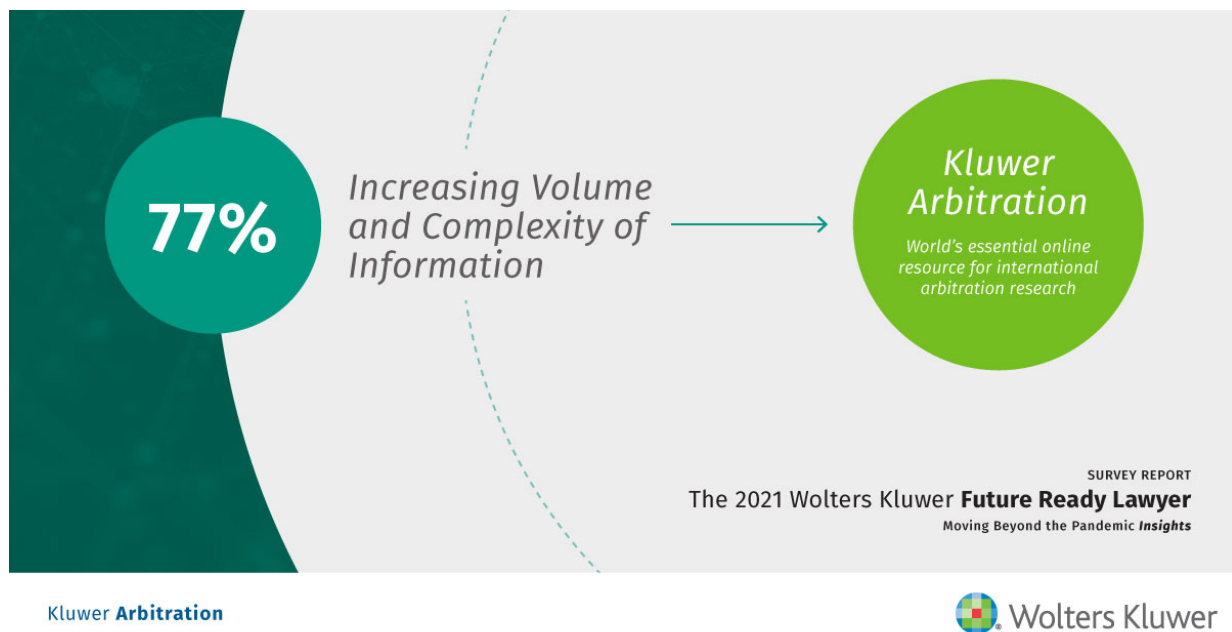 77%
Increasing Volume
and Complexity of
Information
Kluwer
Arbitration
World's essential online
resource for international
arbitration research
SURVEY REPORT
The 2021 Wolters Kluwer Future Ready Lawyer
Moving Beyond the Pandemic Insights
Kluwer Arbitration
Wolters Kluwer